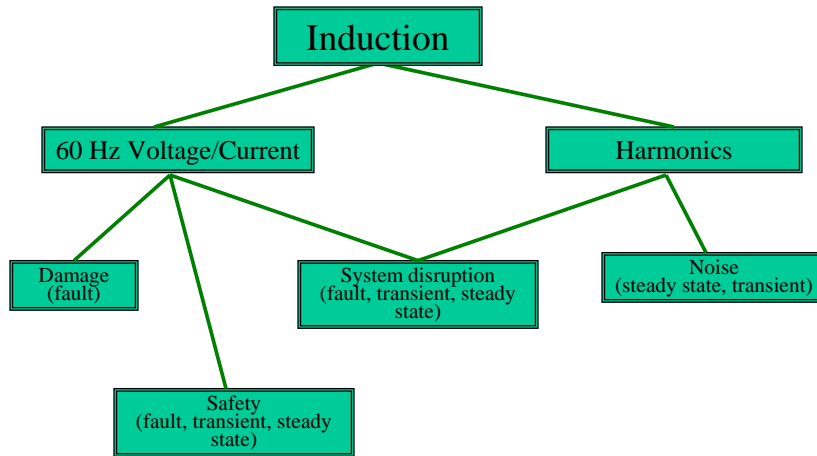 Induction
60 Hz Voltage/Current
Harmonics
Damage
(fault)
System disruption
(fault, transient, steady
state)
Noise
(steady state, transient)
Safety
(fault, transient, steady
state)